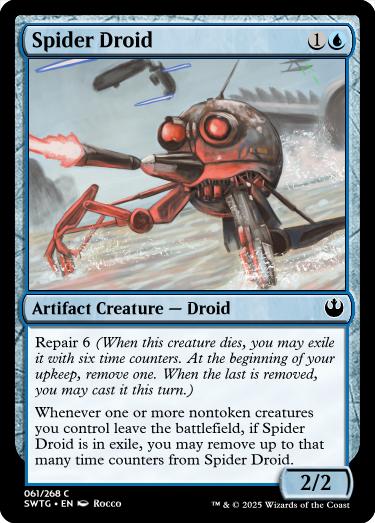 Spider Droid 1
Artifact Creature — Droid
Repair 6 (When this creature dies, you may exile
it with six time counters. At the beginning of your
upkeep, remove one. When the last is removed,
you may cast it this turn.)
Whenever one or more nontoken creatures
you control leave the battlefield, if Spider
Droid is in exile, you may remove up to that
many time counters from Spider Droid.
2/2
061/268 C
SWTG • EN Rocco ™ & © 2025 Wizards of the Coast